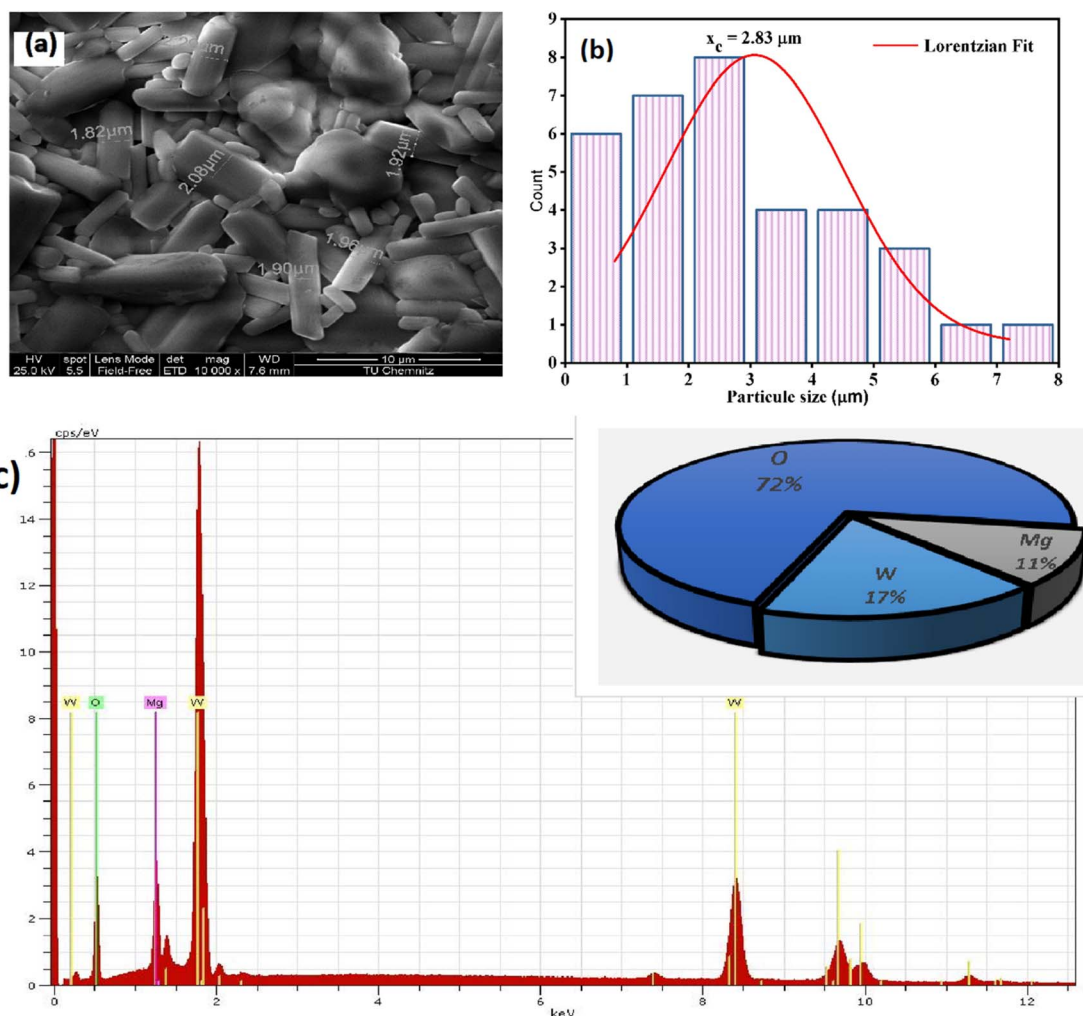 (a)
1.82μm
2.08μm
1.92μm
1.96μm
1.90μm
HV spot Lens Mode det mag WD
25.0 kV 5.5 Field-Free ETD 10 000 x 7.6 mm
10 μm
TU Chemnitz
(b)
x_c = 2.83 μm
Lorentzian Fit
Count
9
8
7
6
5
4
3
2
1
0
0 1 2 3 4 5 6 7 8
Particule size (μm)
c)
cps/eV
.6
14
12
10
8
6
4
2
0
W O Mg W W
0 2 4 6 8 10 12
keV
O
72%
Mg
11%
W
17%